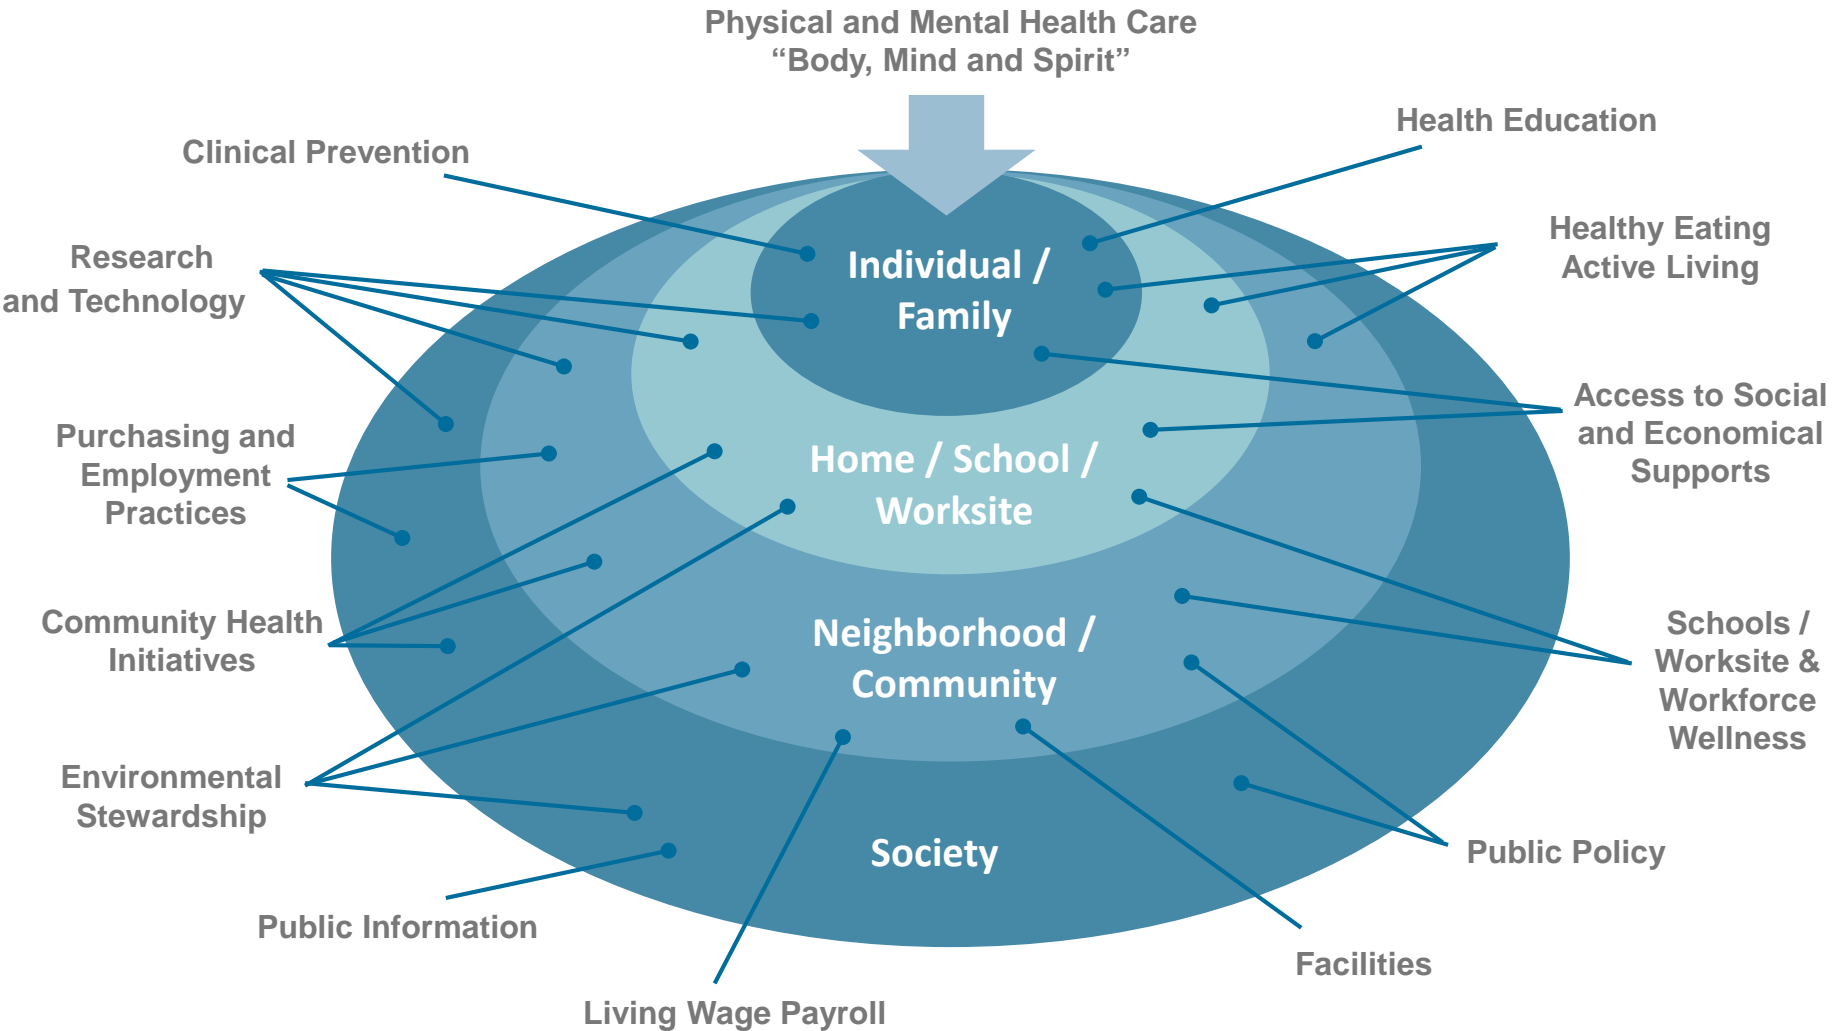 Physical and Mental Health Care
“Body, Mind and Spirit”
Clinical Prevention
Health Education
Research
and Technology
Healthy Eating
Active Living
Individual /
Family
Purchasing and
Employment
Practices
Access to Social
and Economical
Supports
Home / School /
Worksite
Community Health
Initiatives
Neighborhood /
Community
Schools /
Worksite &
Workforce
Wellness
Environmental
Stewardship
Society
Public Policy
Public Information
Facilities
Living Wage Payroll